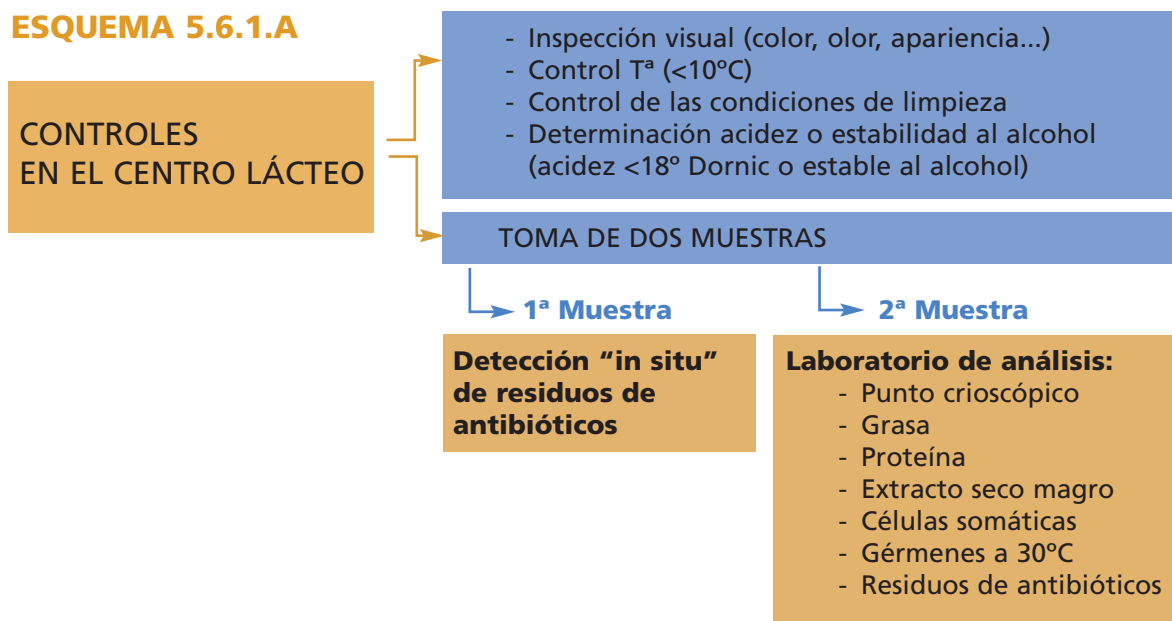 ESQUEMA 5.6.1.A
CONTROLES
EN EL CENTRO LÁCTEO
- Inspección visual (color, olor, apariencia...)
- Control Tª (<10ºC)
- Control de las condiciones de limpieza
- Determinación acidez o estabilidad al alcohol
(acidez <18º Dornic o estable al alcohol)
TOMA DE DOS MUESTRAS
1ª Muestra
Detección “in situ”
de residuos de
antibióticos
2ª Muestra
Laboratorio de análisis:
- Punto crioscópico
- Grasa
- Proteína
- Extracto seco magro
- Células somáticas
- Gérmenes a 30ºC
- Residuos de antibióticos